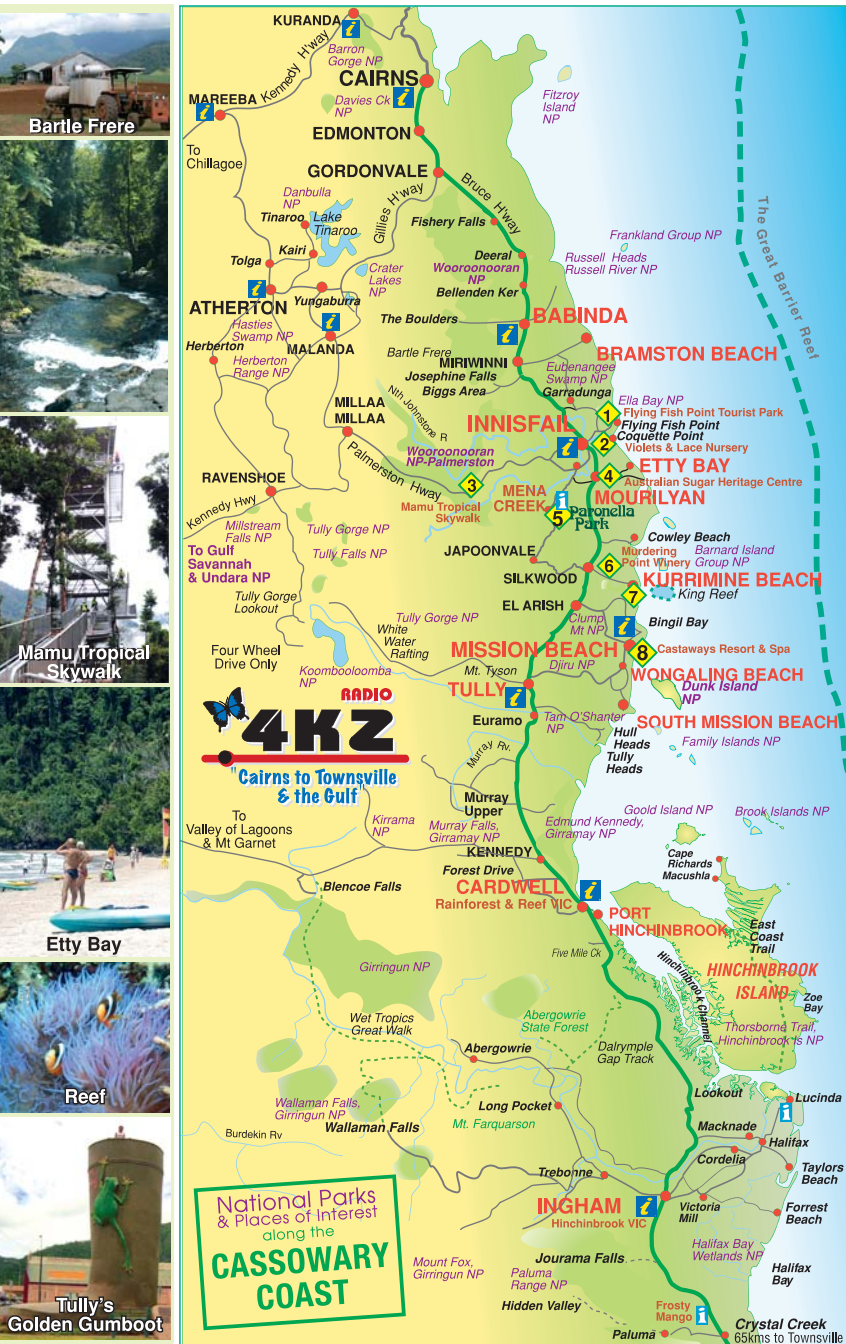 Bartle Frere
Mamu Tropical
Skywalk
Etty Bay
Reef
Tully's
Golden Gumboot
KURANDA
i
Barron
Gorge NP
Kennedy H'way
CAIRNS
MAREEBA
i
Davies Ck
NP
i
Fitzroy
Island
NP
EDMONTON
To
Chillagoe
GORDONVALE
Bruce H'way
Gillies H'way
Danbulla
NP
Tinaroo
Lake
Tinaroo
Fishery Falls
The Great Barrier Reef
Frankland Group NP
Kairi
Tolga
Deeral
Wooroonooran
NP
Russell Heads
Russell River NP
Crater
Lakes
NP
Bellenden Ker
i
ATHERTON
Yungaburra
The Boulders
BABINDA
i
Hasties
Swamp NP
i
MALANDA
Herberton
Herberton
Range NP
Bartle Frere
MIRIWINNI
BRAMSTON BEACH
Josephine Falls
Biggs Area
Eubenangee
Swamp NP
Garradunga
MILLAA
MILLAA
Nth Johnstone R
Ella Bay NP
1
Flying Fish Point Tourist Park
Flying Fish Point
INNISFAIL
i
2
Coquette Point
Violets & Lace Nursery
Wooroonooran
NP-Palmerston
Palmerston Hwy
ETTY BAY
3
4
Australian Sugar Heritage Centre
RAVENSHOE
Kennedy Hwy
Mamu Tropical
Skywalk
MENA
CREEK
i
MOURILYAN
5
Paronella
Park
Millstream
Falls NP
Tully Gorge NP
Tully Falls NP
To Gulf
Savannah
& Undara NP
JAPOONVALE
Cowley Beach
6
Murdering
Point Winery
Barnard Island
Group NP
SILKWOOD
KURRIMINE BEACH
7
King Reef
Tully Gorge
Lookout
EL ARISH
Tully Gorge NP
White
Water
Rafting
Clump
Mt NP
i
Bingil Bay
Four Wheel
Drive Only
Koombooloomba
NP
MISSION BEACH
8
Castaways Resort & Spa
Mt. Tyson
Djiru NP
WONGALING BEACH
TULLY
i
Dunk Island
NP
RADIO
4KZ
"Cairns to Townsville
& the Gulf"
Euramo
Tam O'Shanter
NP
SOUTH MISSION BEACH
Hull
Heads
Tully
Heads
Family Islands NP
Murray Rv.
Murray
Upper
To
Valley of Lagoons
& Mt Garnet
Kirrama
NP
Murray Falls,
Girramay NP
Edmund Kennedy,
Girramay NP
Goold Island NP
Brook Islands NP
KENNEDY
Forest Drive
Cape
Richards
Macushla
Blencoe Falls
CARDWELL
i
Rainforest & Reef VIC
PORT
HINCHINBROOK
East
Coast
Trail
Five Mile Ck
Hinchinbrook Channel
HINCHINBROOK
ISLAND
Girringun NP
Zoe
Bay
Wet Tropics
Great Walk
Abergowrie
State Forest
Thorsborne Trail,
Hinchinbrook Is NP
Abergowrie
Dalrymple
Gap Track
Lookout
Lucinda
i
Wallaman Falls,
Girringun NP
Long Pocket
Wallaman Falls
Mt. Farquarson
Macknade
Halifax
Burdekin Rv
Cordelia
Taylors
Beach
Trebonne
INGHAM
i
Hinchinbrook VIC
Victoria
Mill
Forrest
Beach
National Parks
& Places of Interest
along the
CASSOWARY
COAST
Mount Fox,
Girringun NP
Jourama Falls
Halifax Bay
Wetlands NP
Paluma
Range NP
Halifax
Bay
Hidden Valley
Frosty
Mango
i
Paluma
Crystal Creek
65kms to Townsville